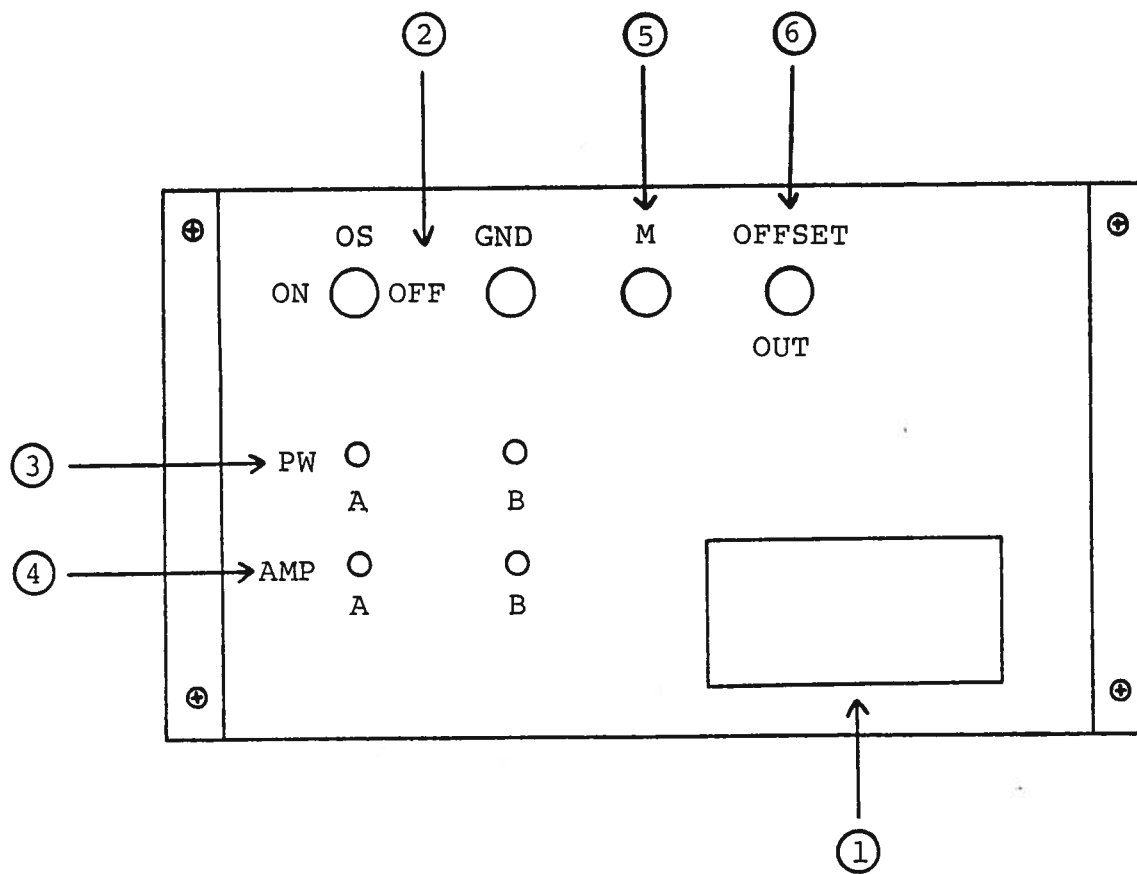 ② ⑤ ⑥
OS GND M OFFSET
ON OFF
OUT
③ PW
A B
④ AMP
A B
①